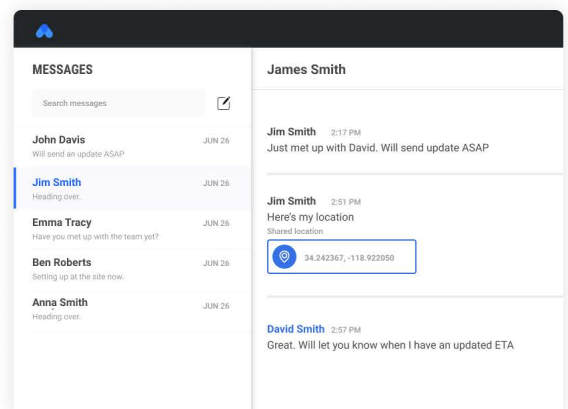 MESSAGES
Search messages
John Davis JUN 26
Will send an update ASAP
Jim Smith JUN 26
Heading over.
Emma Tracy JUN 26
Have you met up with the team yet?
Ben Roberts JUN 26
Setting up at the site now.
Anna Smith JUN 26
Heading over.
James Smith
Jim Smith 2:17 PM
Just met up with David. Will send update ASAP
Jim Smith 2:51 PM
Here's my location
Shared location
34.242367, -118.922050
David Smith 2:57 PM
Great. Will let you know when I have an updated ETA